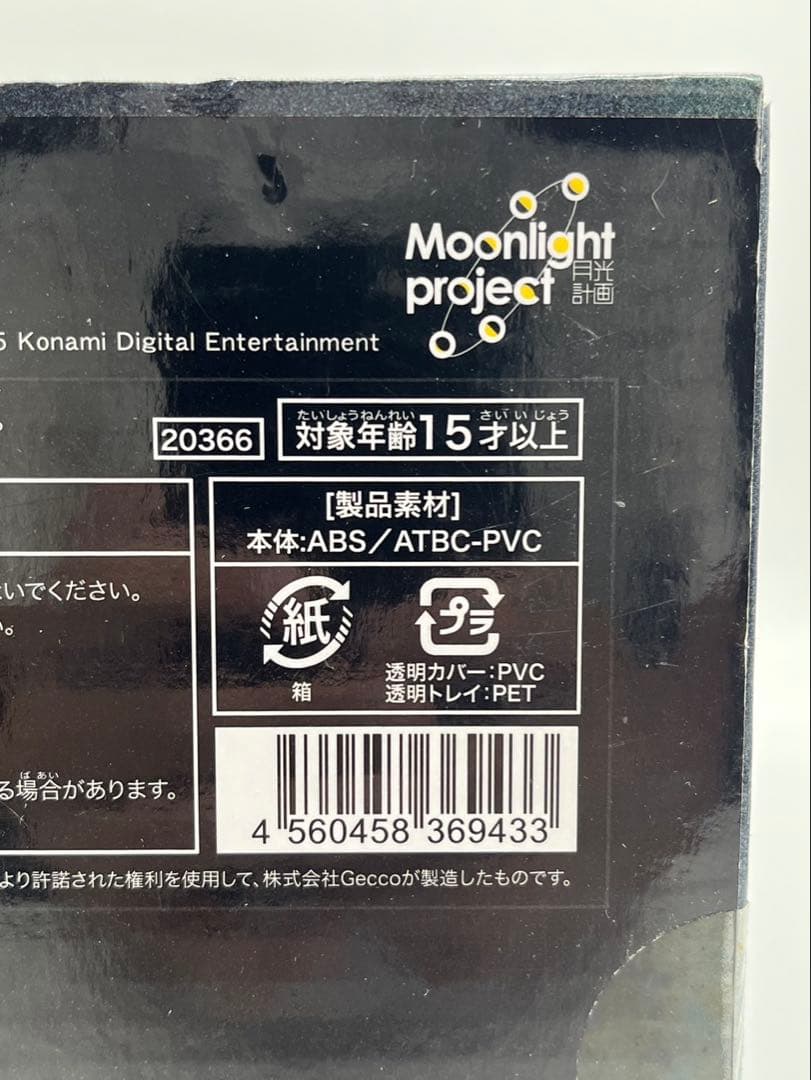 Moonlight
project 月光
計画
5 Konami Digital Entertainment
20366
たいしょうねんれい さいいじょう
対象年齢15才以上
[製品素材]
本体:ABS／ATBC-PVC
いでください。
い。
紙
プラ
箱
透明カバー:PVC
透明トレイ:PET
ばあい
る場合があります。
4 560458 369433
より許諾された権利を使用して、株式会社Geccoが製造したものです。